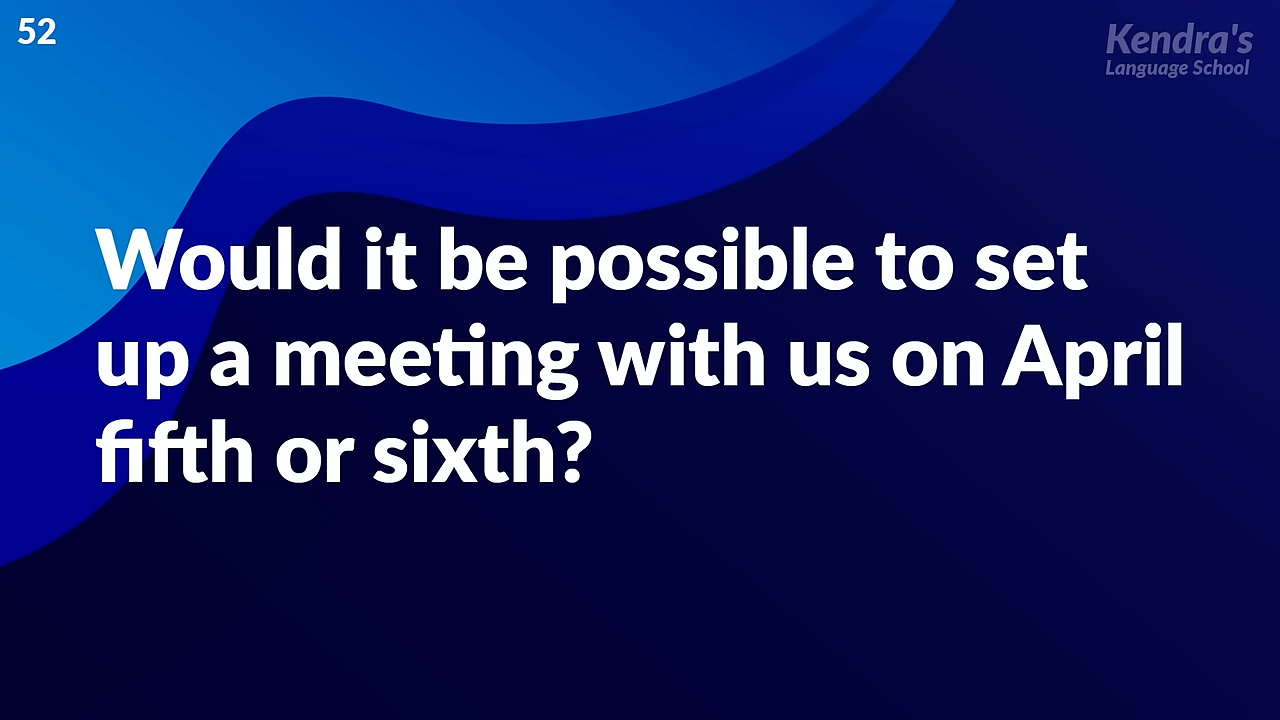 52
Kendra's
Language School
Would it be possible to set
up a meeting with us on April
fifth or sixth?